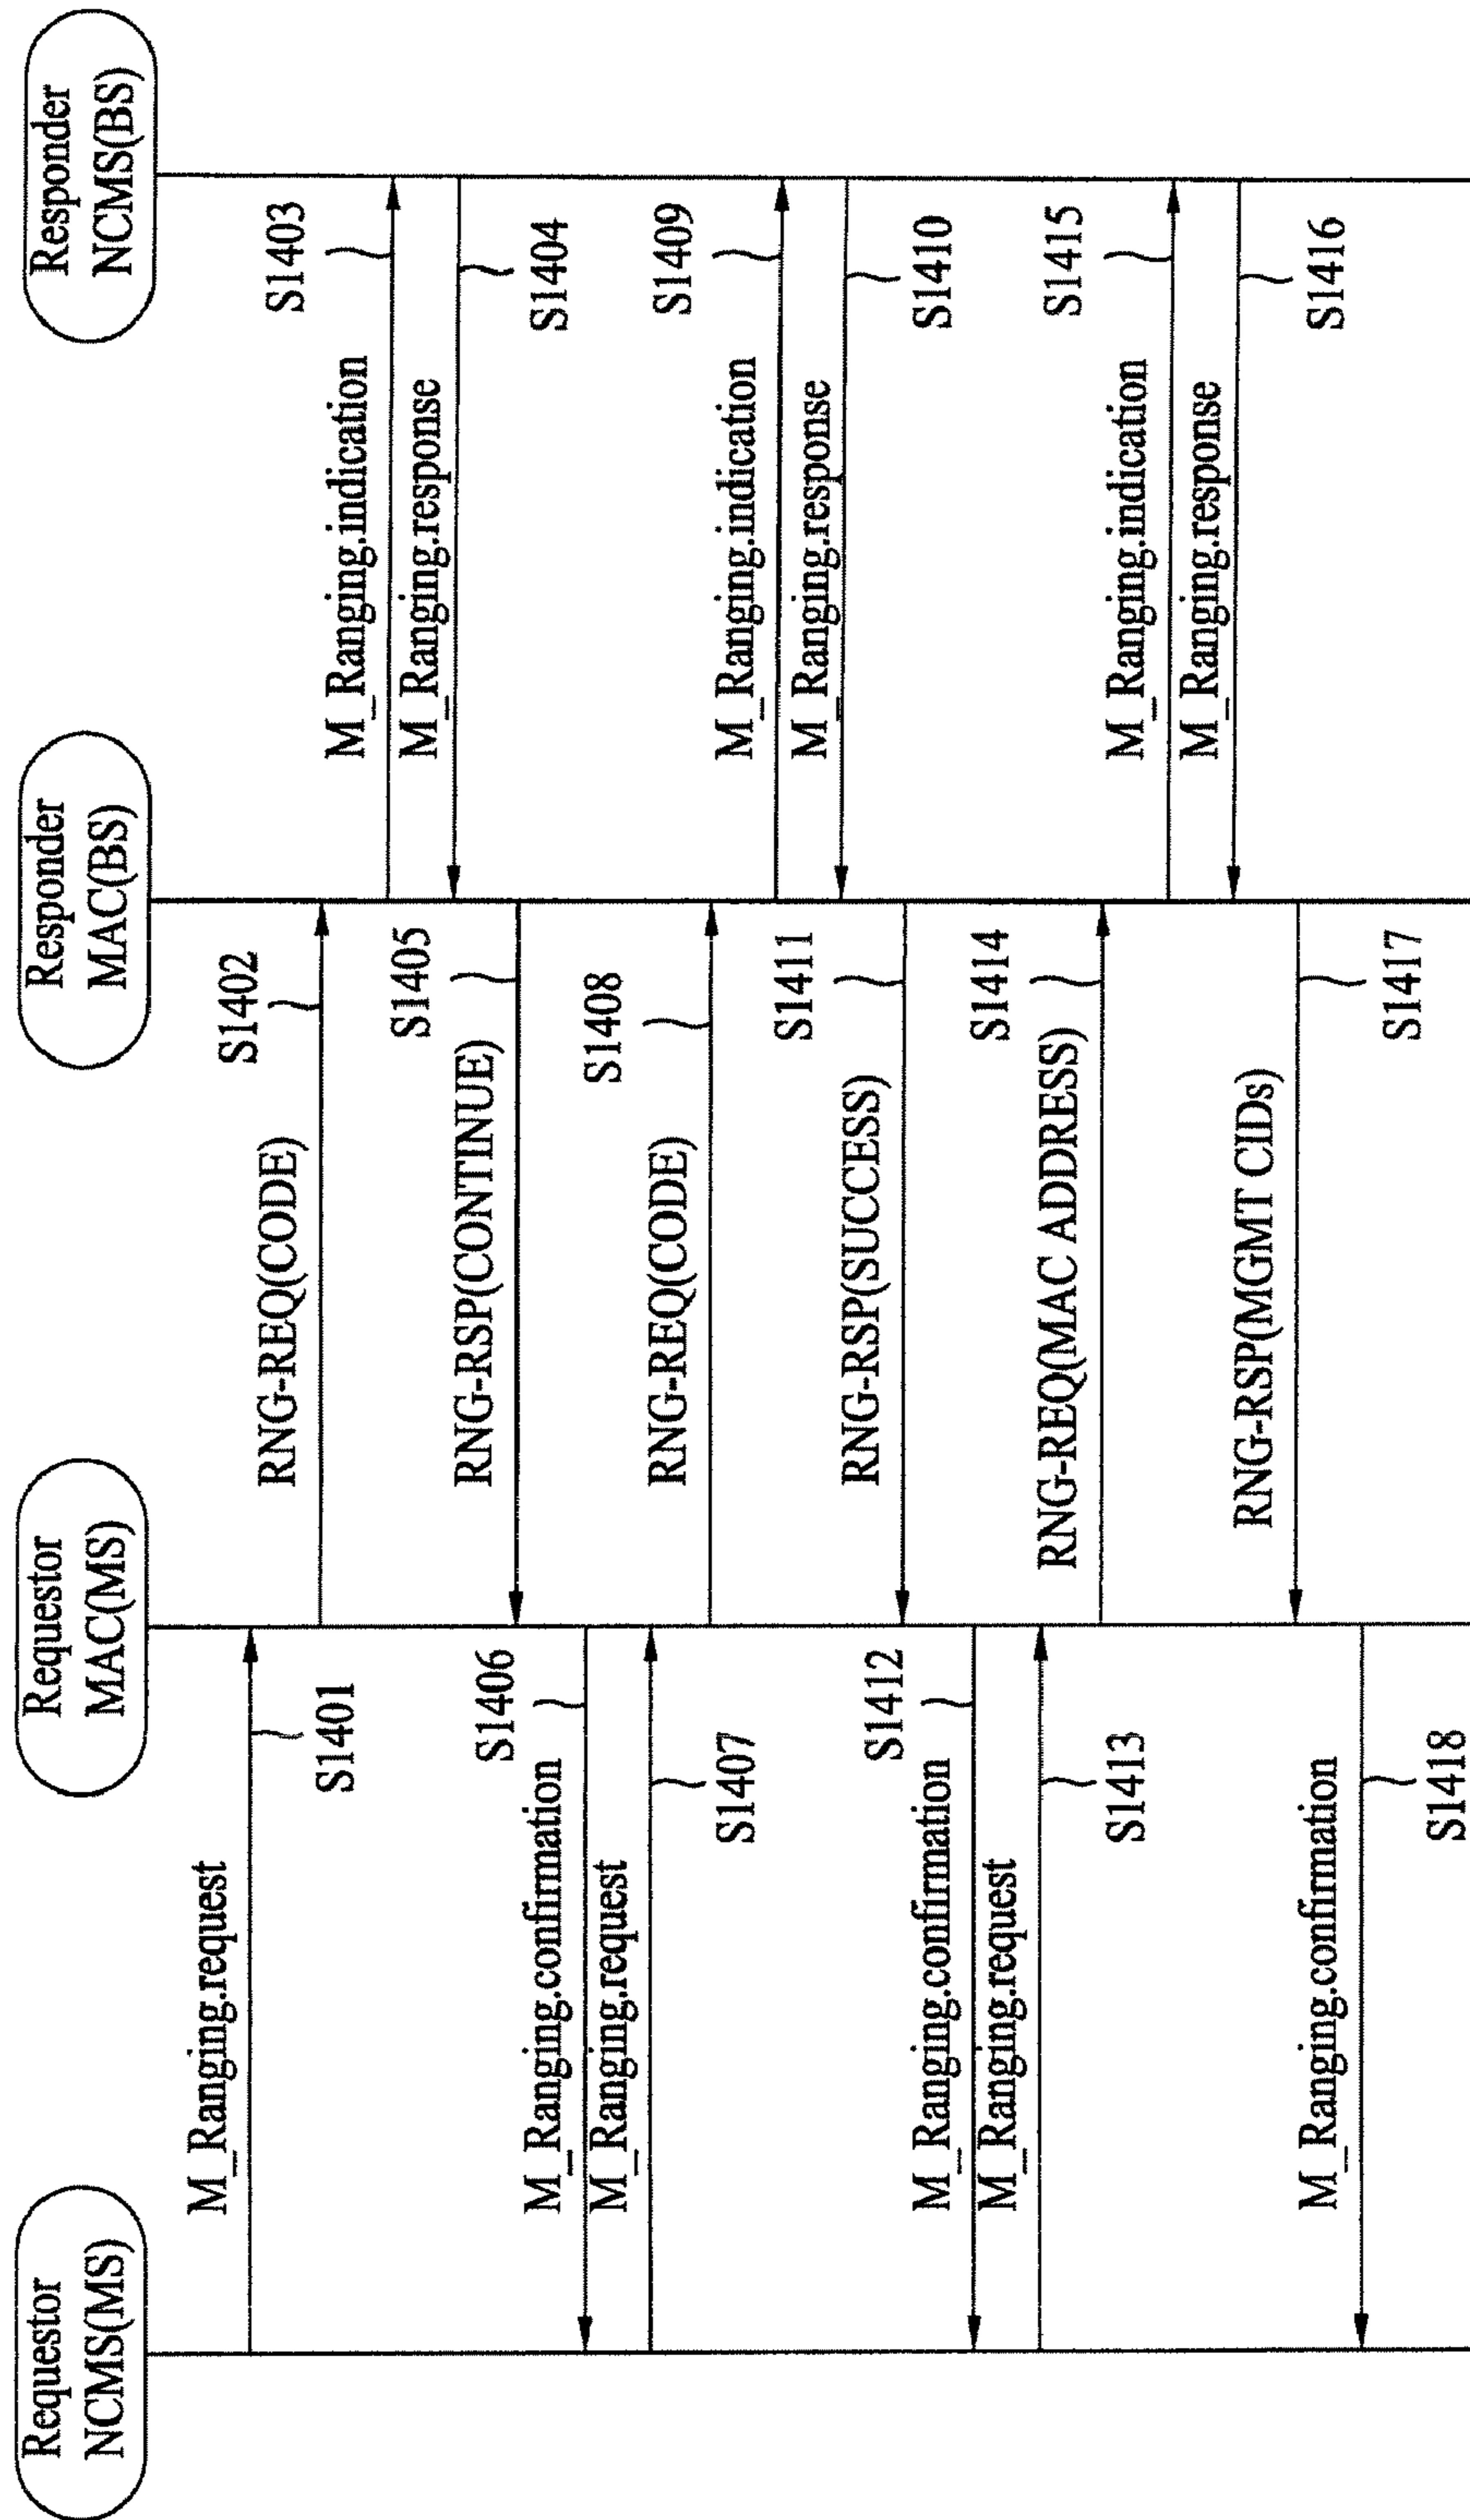 Requestor
NCMS(MS)
Requestor
MAC(MS)
Responder
MAC(BS)
Responder
NCMS(BS)
M_Ranging.request
S1401
RNG-REQ(CODE)
S1402
M_Ranging.indication
S1403
M_Ranging.response
S1404
RNG-RSP(CONTINUE)
S1405
M_Ranging.confirmation
S1406
M_Ranging.request
S1407
RNG-REQ(CODE)
S1408
M_Ranging.indication
S1409
M_Ranging.response
S1410
RNG-RSP(SUCCESS)
S1411
M_Ranging.confirmation
S1412
M_Ranging.request
S1413
RNG-REQ(MAC ADDRESS)
S1414
M_Ranging.indication
S1415
M_Ranging.response
S1416
RNG-RSP(MGMT CIDs)
S1417
M_Ranging.confirmation
S1418